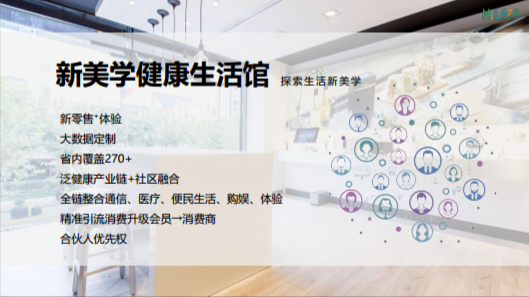 新美学健康生活馆 探索生活新美学
新零售+体验
大数据定制
省内覆盖270+
泛健康产业链+社区融合
全链整合通信、医疗、便民生活、购娱、体验
精准引流消费升级会员→消费商
合伙人优先权